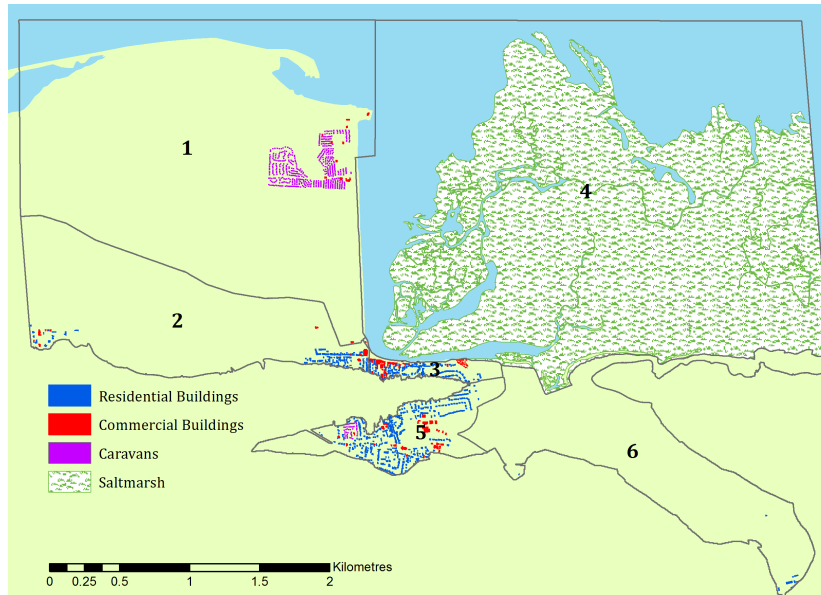 1
4
2
3
Residential Buildings
Commercial Buildings
5
Caravans
6
Saltmarsh
Kilometres
0 0.25 0.5 1 1.5 2